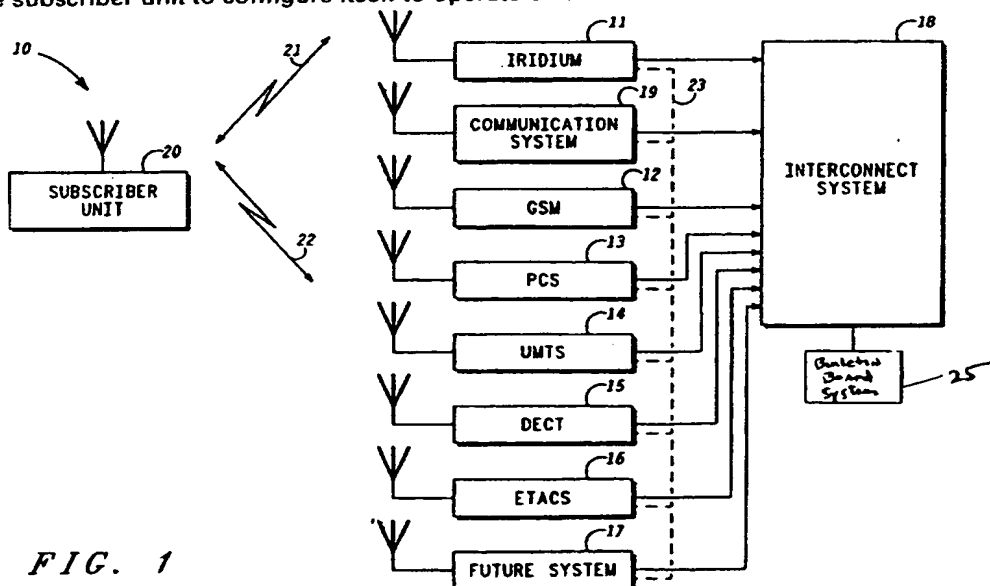 e subscriber unit to configure itself to operate
10
21
11
18
IRIDIUM
23
19
COMMUNICATION
SYSTEM
20
SUBSCRIBER
UNIT
12
GSM
INTERCONNECT
SYSTEM
22
13
PCS
14
UMTS
Bulletin
Board
System
25
15
DECT
16
ETACS
17
FUTURE SYSTEM
FIG. 1